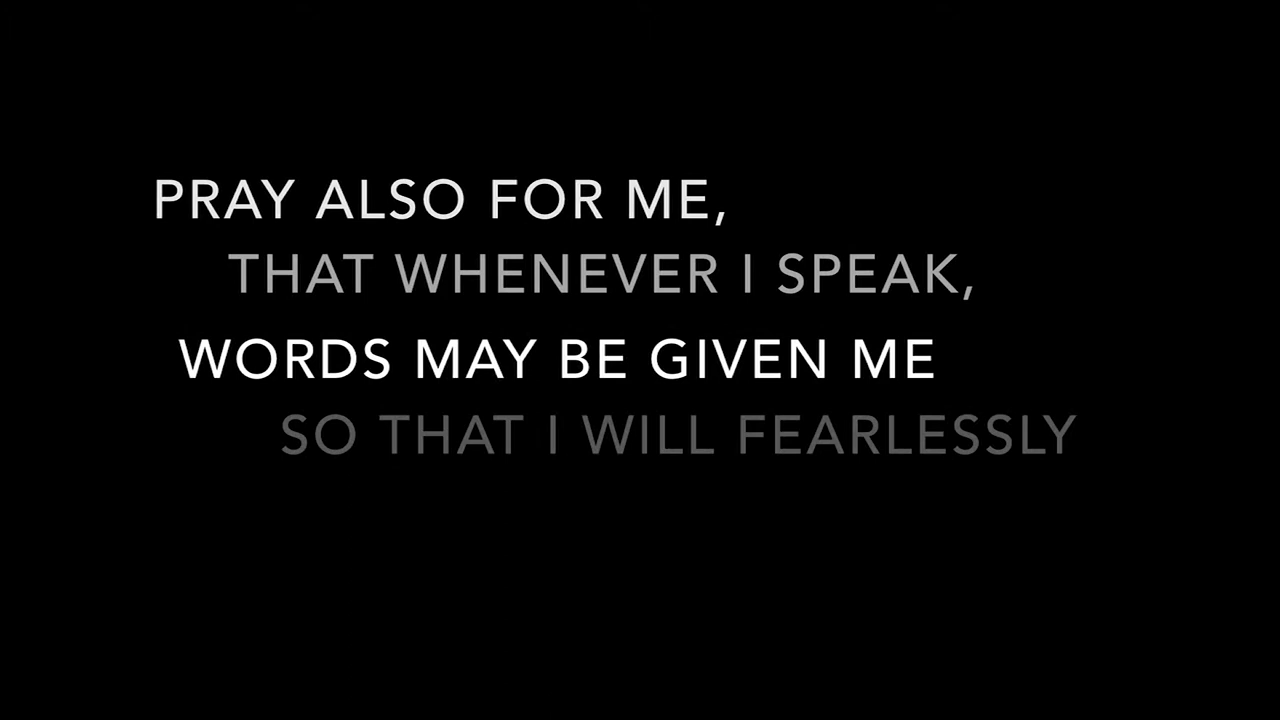 PRAY ALSO FOR ME,
THAT WHENEVER I SPEAK,
WORDS MAY BE GIVEN ME
SO THAT I WILL FEARLESSLY